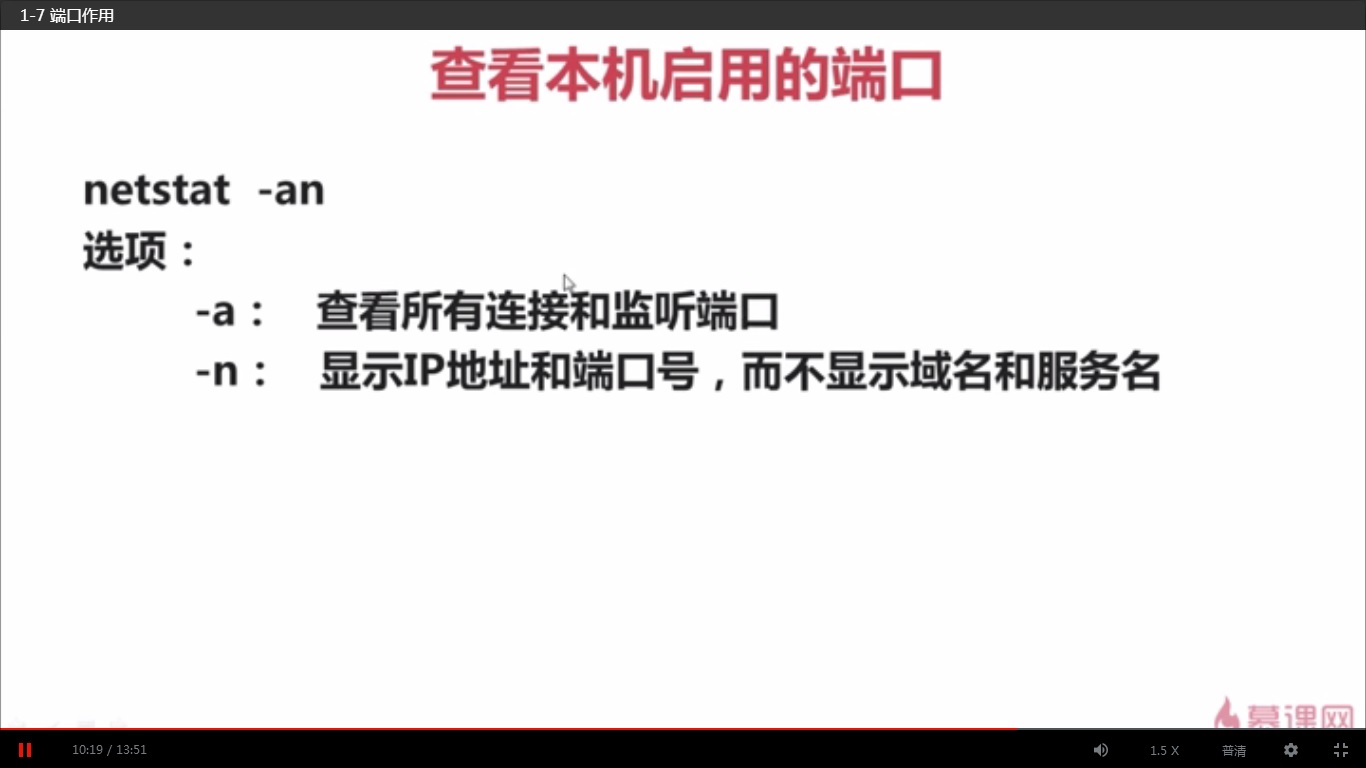 1-7 端口作用
查看本机启用的端口
netstat -an
选项：
-a： 查看所有连接和监听端口
-n： 显示IP地址和端口号，而不显示域名和服务名
慕课网
10:19 / 13:51
1.5 X
普清